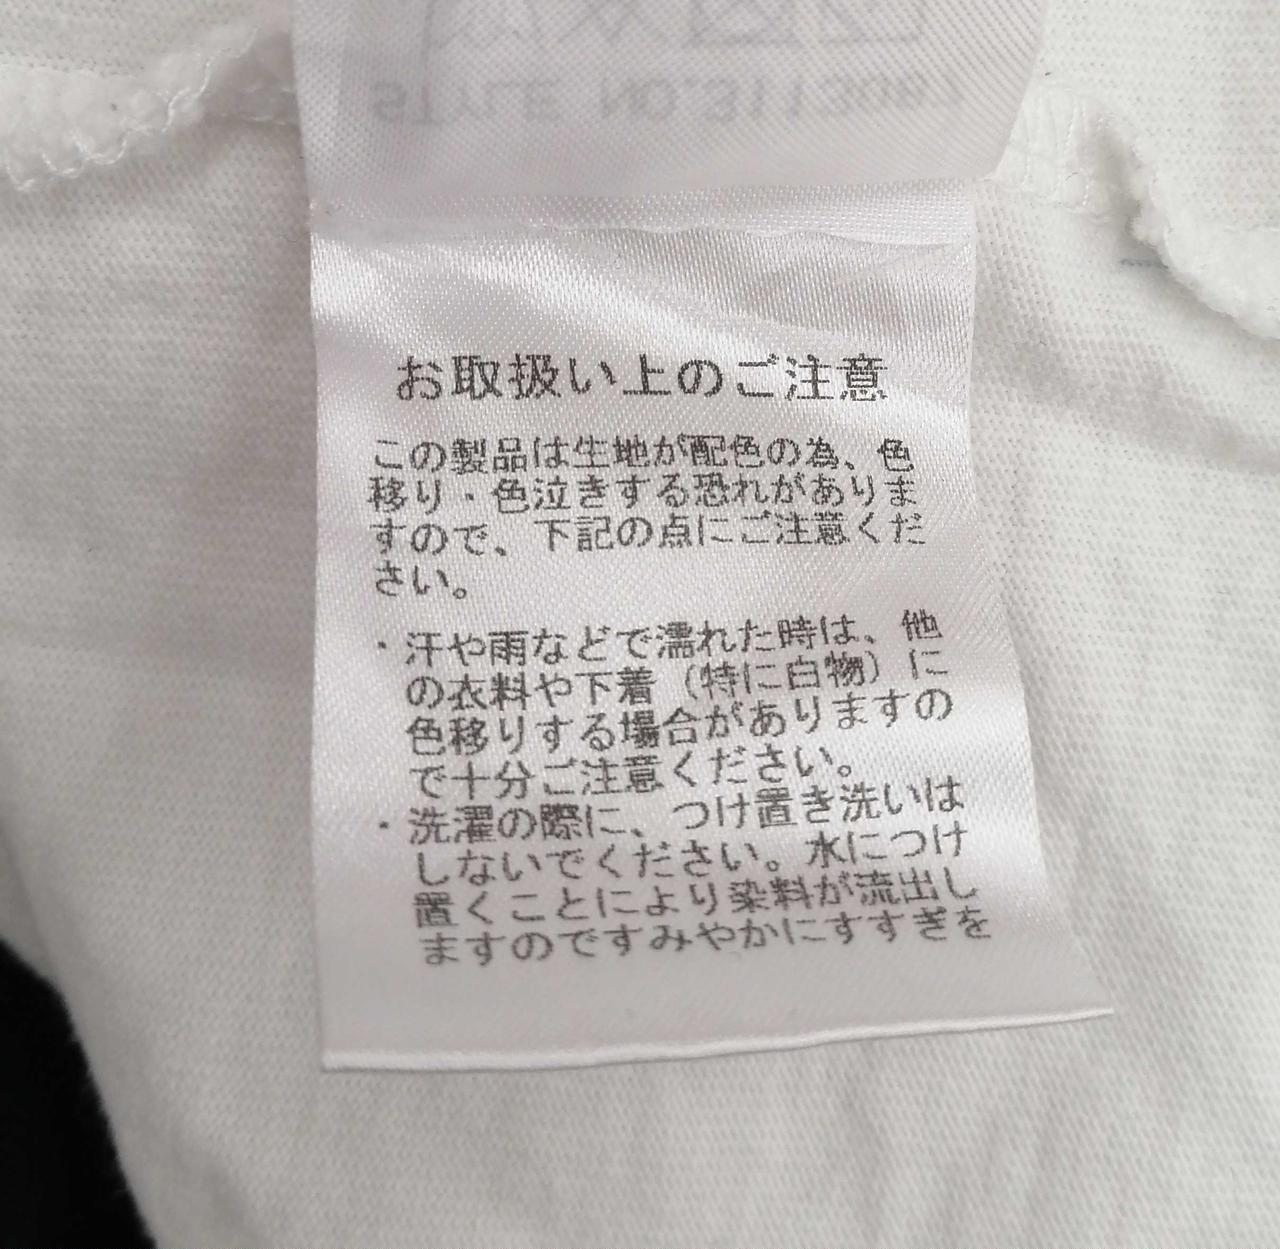 お取扱い上のご注意
この製品は生地が配色の為、色
移り・色泣きする恐れがありま
すので、下記の点にご注意くだ
さい。
・汗や雨などで濡れた時は、他
の衣料や下着（特に白物）に
色移りする場合がありますの
で十分ご注意ください。
・洗濯の際に、つけ置き洗いは
しないでください。水につけ
置くことにより染料が流出し
ますのですみやかにすすぎを